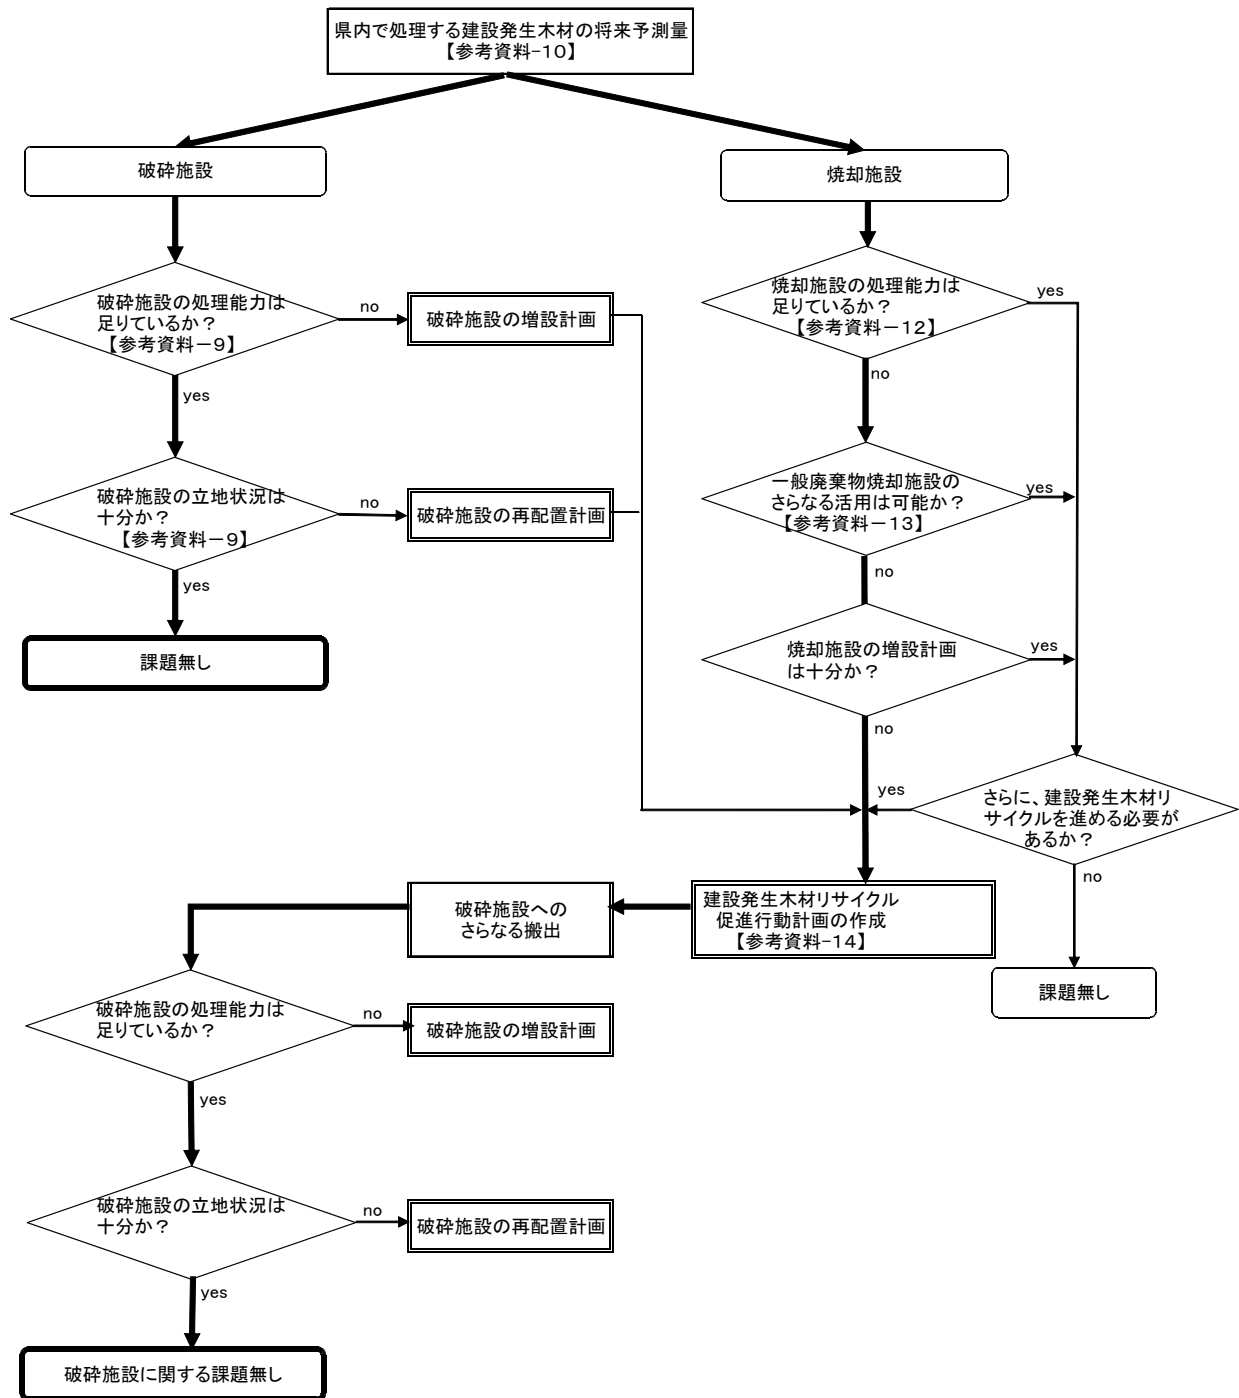 県内で処理する建設発生木材の将来予測量
【参考資料-10】
破砕施設
焼却施設
破砕施設の処理能力は
足りているか？
【参考資料－9】
no
破砕施設の増設計画
yes
破砕施設の立地状況は
十分か？
【参考資料－9】
no
破砕施設の再配置計画
yes
課題無し
焼却施設の処理能力は
足りているか？
【参考資料－12】
yes
no
一般廃棄物焼却施設の
さらなる活用は可能か？
【参考資料－13】
yes
no
焼却施設の増設計画
は十分か？
yes
no
さらに、建設発生木材リ
サイクルを進める必要が
あるか？
yes
no
課題無し
建設発生木材リサイクル
促進行動計画の作成
【参考資料-14】
破砕施設への
さらなる搬出
破砕施設の処理能力は
足りているか？
no
破砕施設の増設計画
yes
破砕施設の立地状況は
十分か？
no
破砕施設の再配置計画
yes
破砕施設に関する課題無し